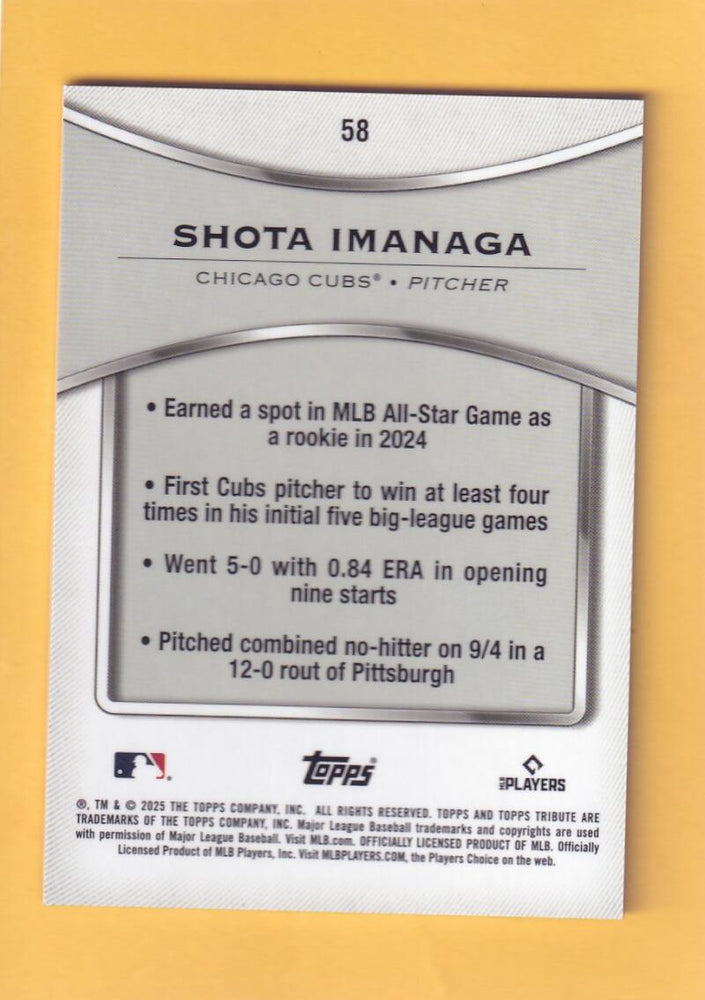 58
SHOTA IMANAGA
CHICAGO CUBS® • PITCHER
• Earned a spot in MLB All-Star Game as
a rookie in 2024
• First Cubs pitcher to win at least four
times in his initial five big-league games
• Went 5-0 with 0.84 ERA in opening
nine starts
• Pitched combined no-hitter on 9/4 in a
12-0 rout of Pittsburgh
Topps®
MLB PLAYERS
®, TM & © 2025 THE TOPPS COMPANY, INC. ALL RIGHTS RESERVED. TOPPS AND TOPPS TRIBUTE ARE
TRADEMARKS OF THE TOPPS COMPANY, INC. Major League Baseball trademarks and copyrights are used
with permission of Major League Baseball. Visit MLB.com. OFFICIALLY LICENSED PRODUCT OF MLB. Officially
Licensed Product of MLB Players, Inc. Visit MLBPLAYERS.COM, the Players Choice on the web.